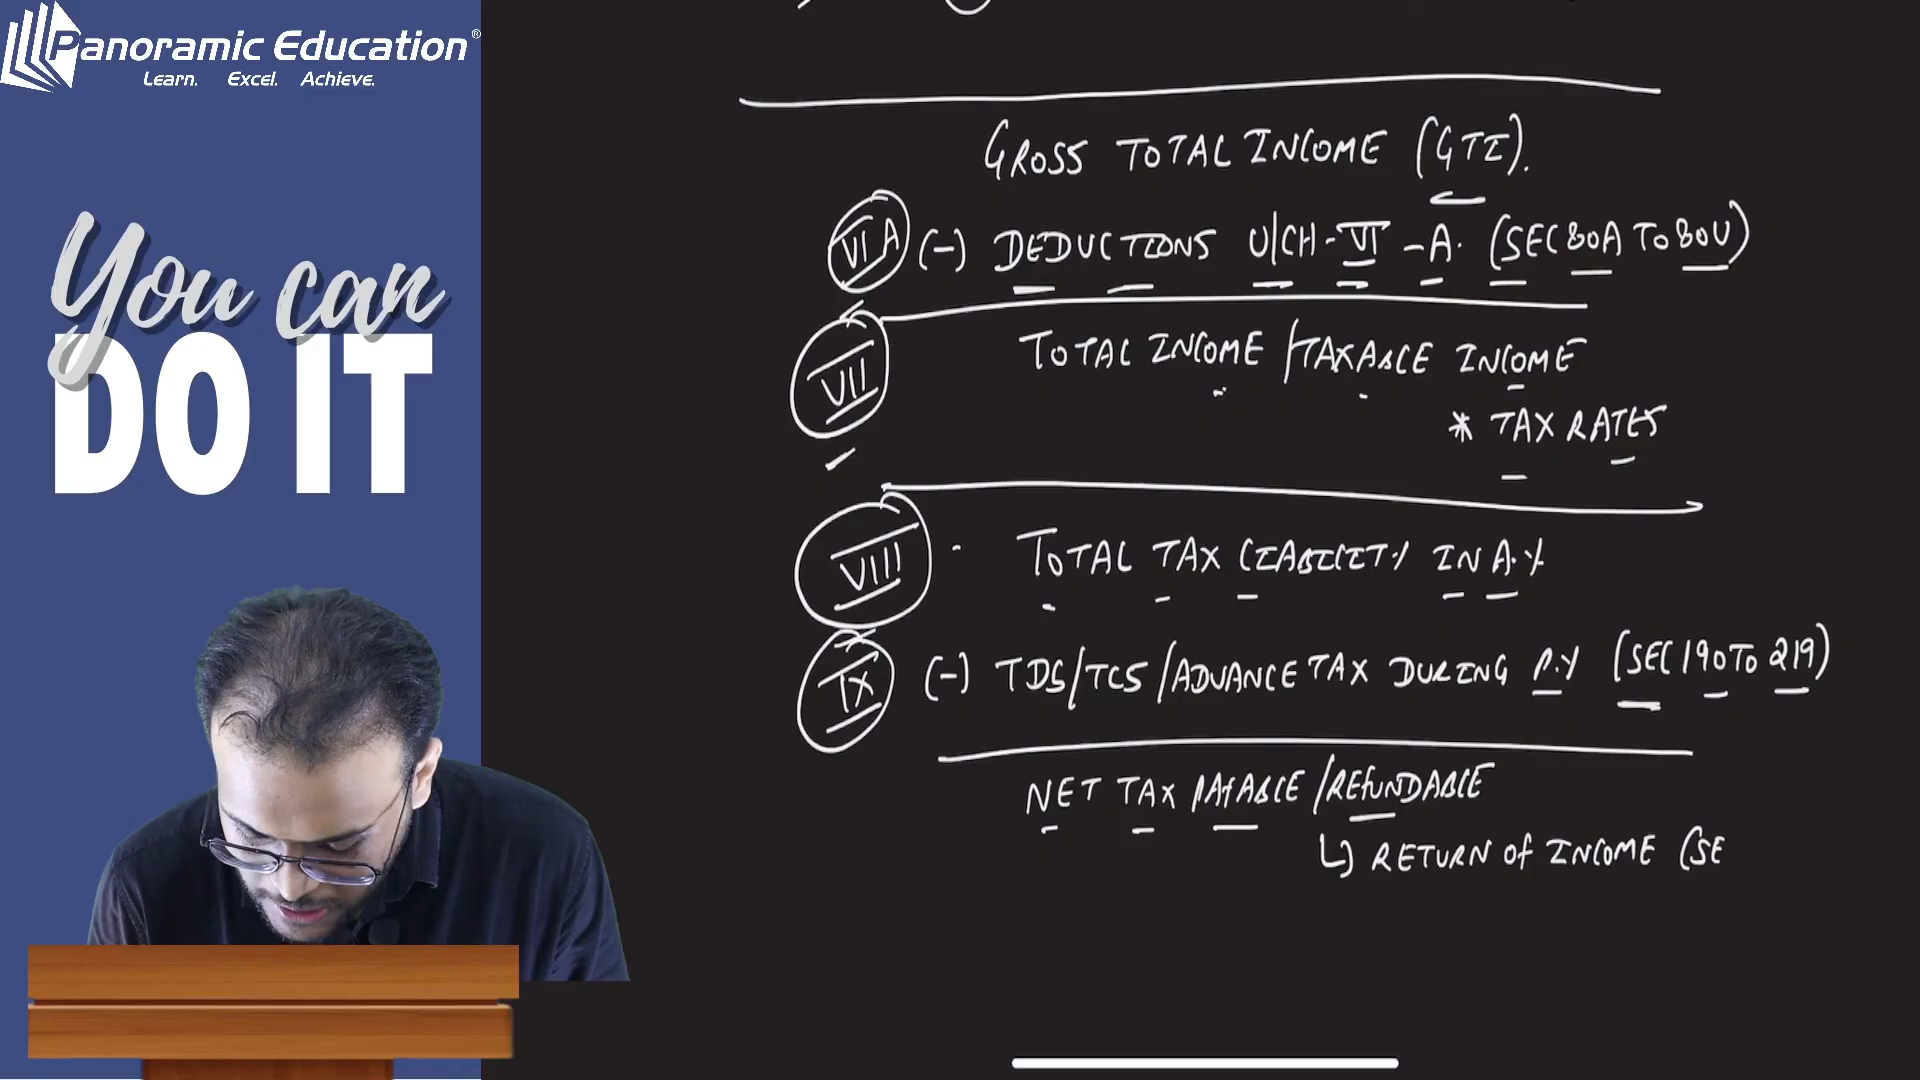 Panoramic Education®
Learn. Excel. Achieve.
You can
DO IT
GROSS TOTAL INCOME (GTI).
VI A (-) DEDUCTIONS U/CH-VI-A. (SEC 80A TO 80U)
VII TOTAL INCOME / TAXABLE INCOME
* TAX RATES
VIII TOTAL TAX LIABILITY IN A.Y
IX (-) TDS/TCS/ADVANCE TAX DURING P.Y (SEC 190 TO 219)
NET TAX PAYABLE / REFUNDABLE
↳ RETURN OF INCOME (SE